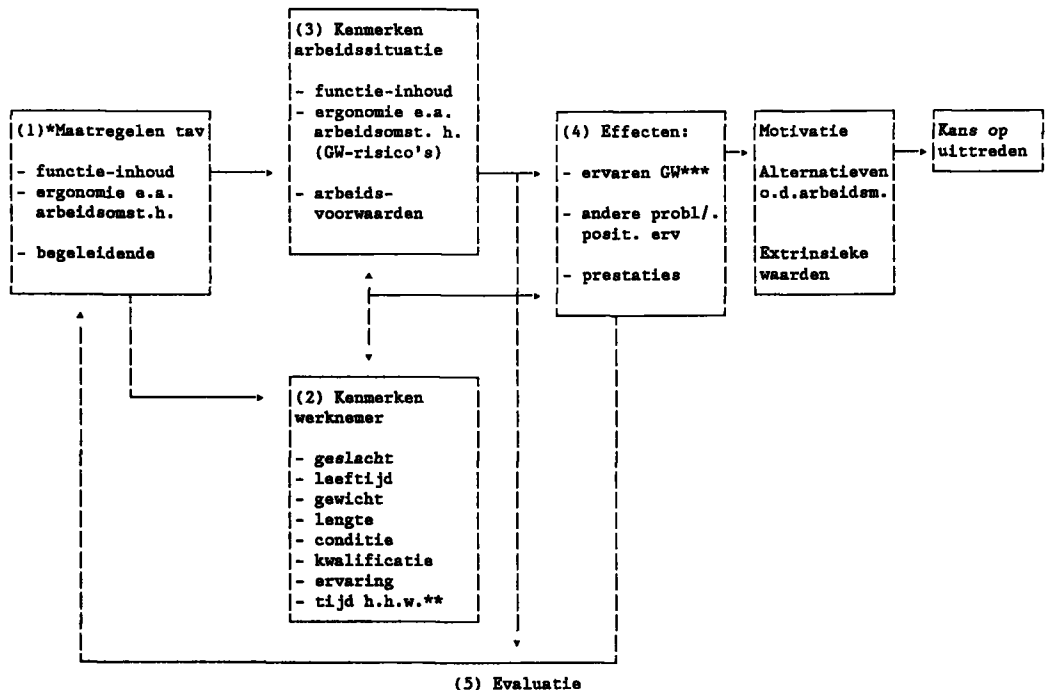 (1)*Maatregelen tav
- functie-inhoud
- ergonomie e.a.
arbeidsomst.h.
- begeleidende
(3) Kenmerken
arbeidssituatie
- functie-inhoud
- ergonomie e.a.
arbeidsomst. h.
(GW-risico's)
- arbeids-
voorwaarden
(2) Kenmerken
werknemer
- geslacht
- leeftijd
- gewicht
- lengte
- conditie
- kwalificatie
- ervaring
- tijd h.h.w.**
(4) Effecten:
- ervaren GW***
- andere probl/.
posit. erv
- prestaties
Motivatie
Alternatieven
o.d.arbeidsm.
Extrinsieke
waarden
Kans op
uittreden
(5) Evaluatie